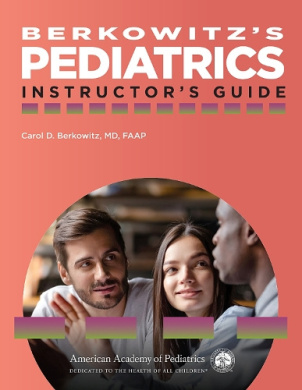 BERKOWITZ'S
PEDIATRICS
INSTRUCTOR'S GUIDE
Carol D. Berkowitz, MD, FAAP
American Academy of Pediatrics
DEDICATED TO THE HEALTH OF ALL CHILDREN®